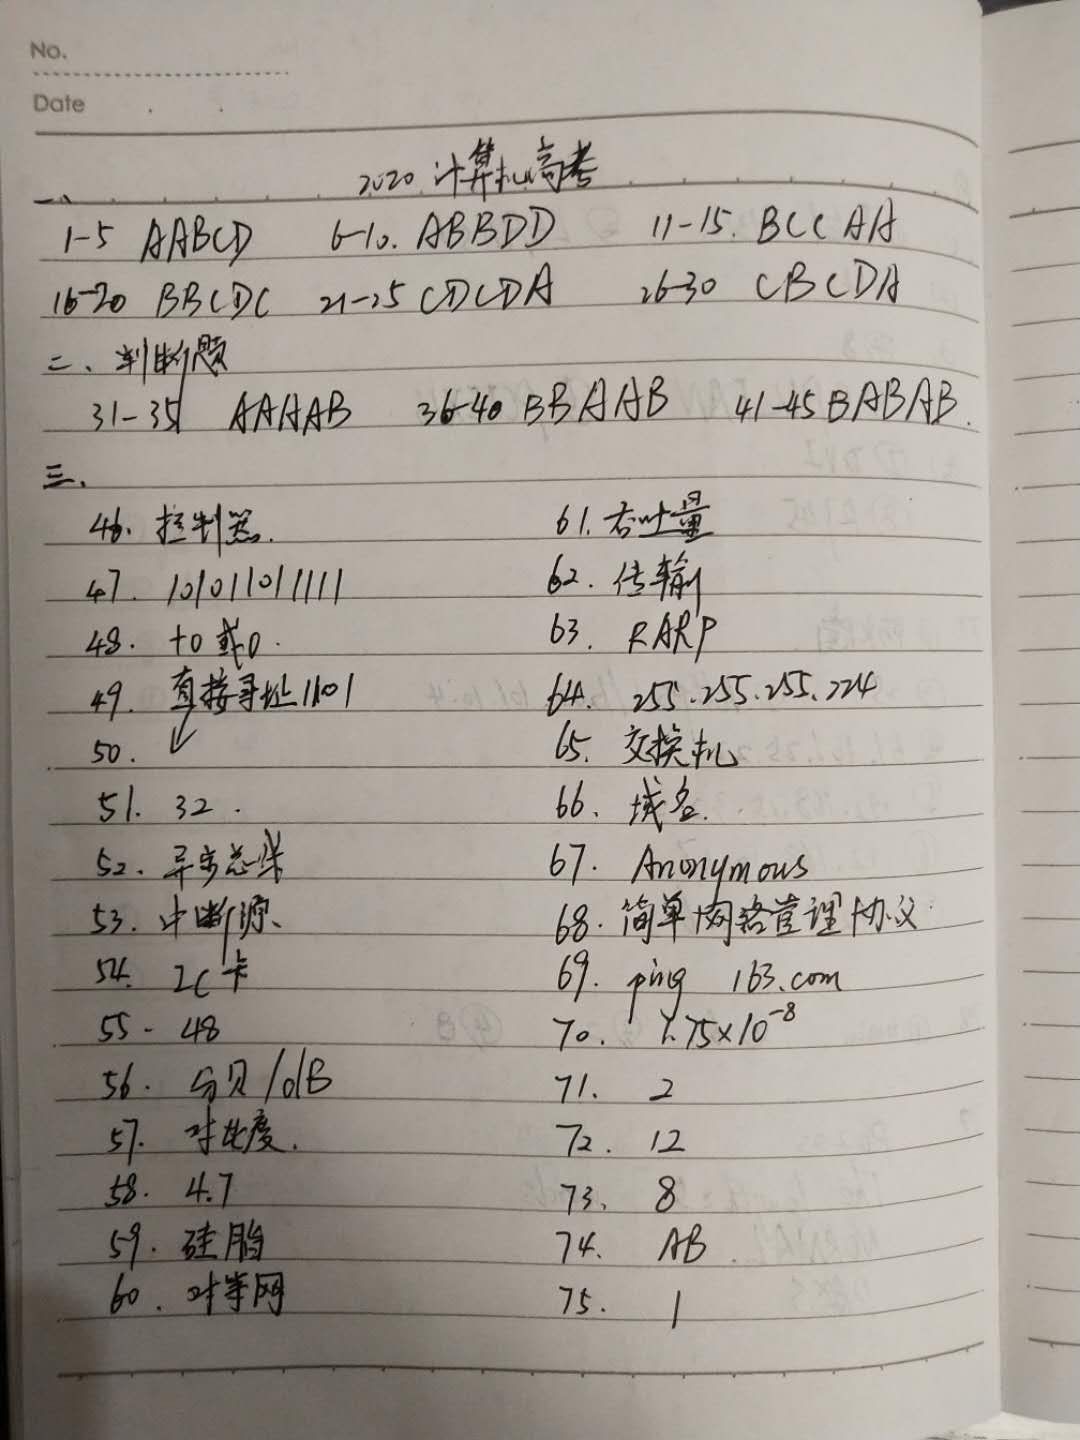 No.
Date
2020 计算机高考
一、
1-5 AABCD 6-10. ABBDD 11-15. BCCAA
16-20 BBCDC 21-25 CDCDA 26-30 CBCDA
二、判断题
31-35 AAAAB 36-40 BBAAB 41-45 BABAB.
三、
46. 控制器.
47. 101011011111
48. +0或0.
49. 直接寻址 1101
50. ↙
51. 32.
52. 异步总线
53. 中断源、
54. IC卡
55- 48
56. 分贝/dB
57. 对比度.
58. 4.7
59. 硅脂
60. 对等网
61. 吞吐量
62. 传输
63. RARP
64. 255.255.255.224
65. 交换机
66. 域名.
67. Anonymous
68. 简单网络管理协议.
69. ping 163.com
70. 1.75×10⁻⁸
71. 2
72. 12
73. 8
74. AB
75. 1